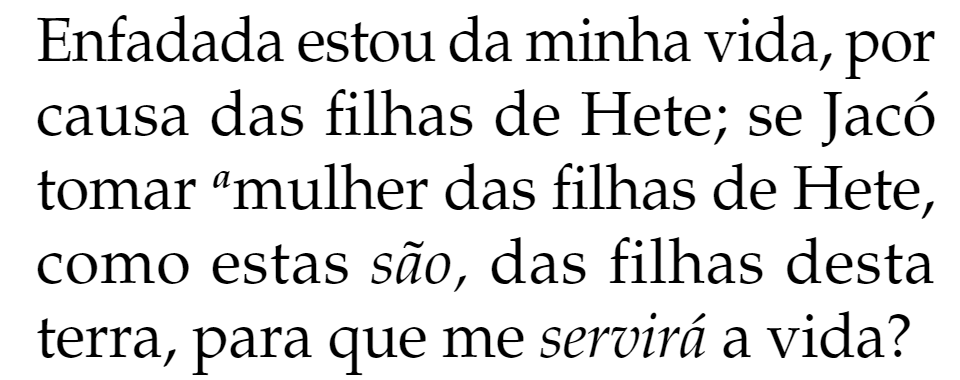 Enfadada estou da minha vida, por
causa das filhas de Hete; se Jacó
tomar ᵃmulher das filhas de Hete,
como estas são, das filhas desta
terra, para que me servirá a vida?